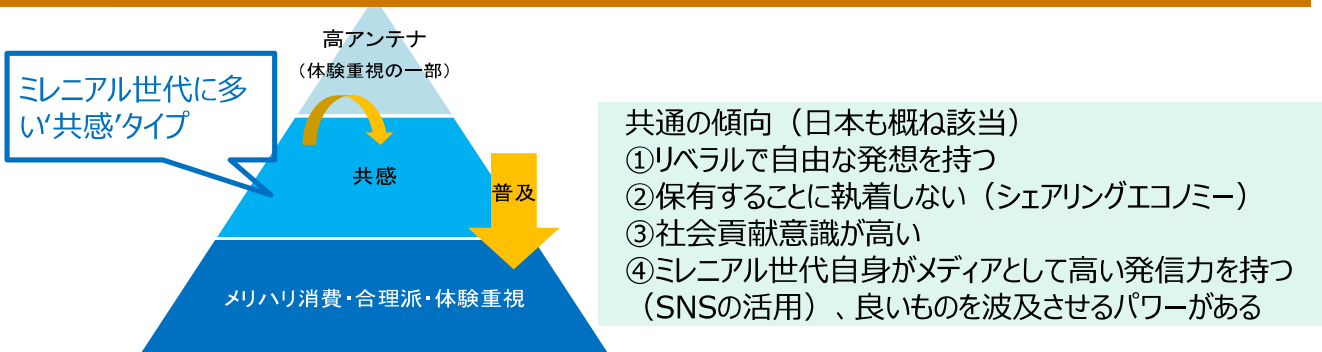 高アンテナ
（体験重視の一部）
ミレニアル世代に多
い‘共感’タイプ
共感
普及
メリハリ消費・合理派・体験重視
共通の傾向（日本も概ね該当）
①リベラルで自由な発想を持つ
②保有することに執着しない（シェアリングエコノミー）
③社会貢献意識が高い
④ミレニアル世代自身がメディアとして高い発信力を持つ
（SNSの活用）、良いものを波及させるパワーがある